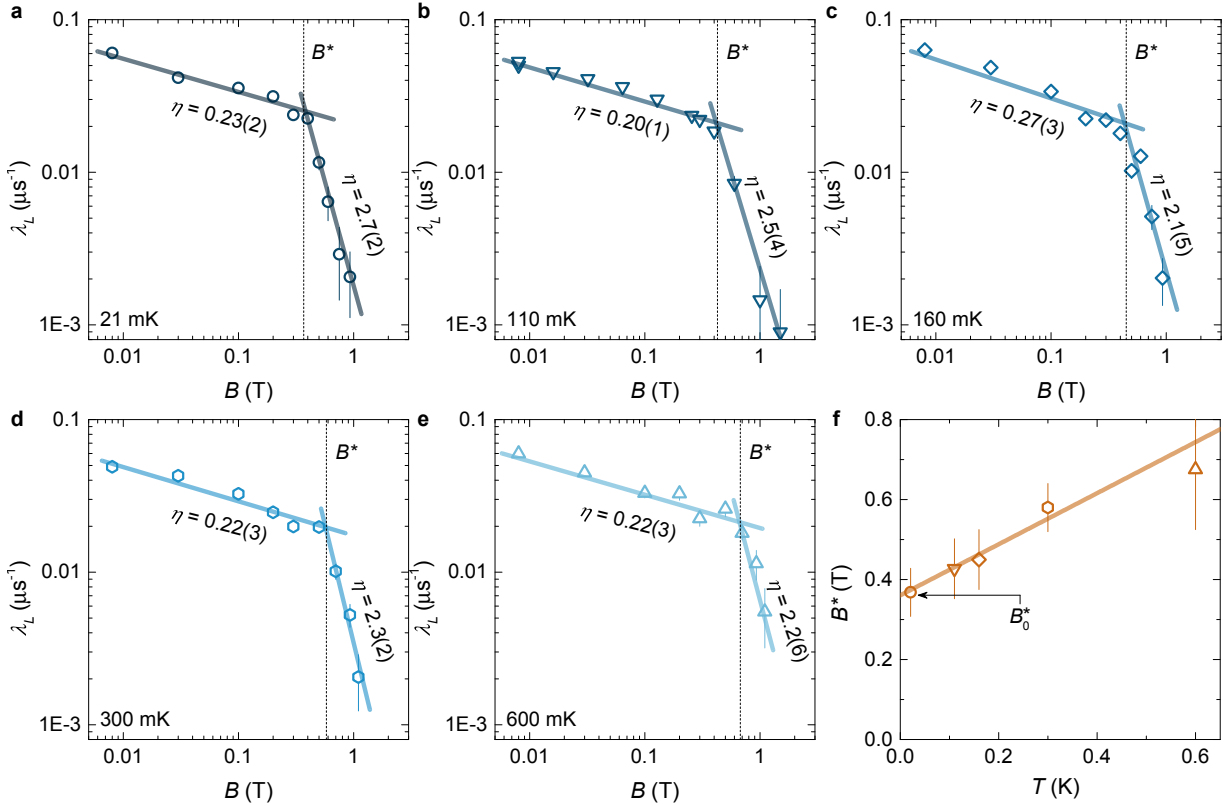 a
0.1
0.01
1E-3
λL (μs-1)
B*
η = 0.23(2)
η = 2.7(2)
21 mK
0.01
0.1
1
B (T)
b
0.1
0.01
1E-3
λL (μs-1)
B*
η = 0.20(1)
η = 2.5(4)
110 mK
0.01
0.1
1
B (T)
c
0.1
0.01
1E-3
λL (μs-1)
B*
η = 0.27(3)
η = 2.1(5)
160 mK
0.01
0.1
1
B (T)
d
0.1
0.01
1E-3
λL (μs-1)
B*
η = 0.22(3)
η = 2.3(2)
300 mK
0.01
0.1
1
B (T)
e
0.1
0.01
1E-3
λL (μs-1)
B*
η = 0.22(3)
η = 2.2(6)
600 mK
0.01
0.1
1
B (T)
f
0.8
0.6
0.4
0.2
0.0
B* (T)
B*0
0.0
0.2
0.4
0.6
T (K)